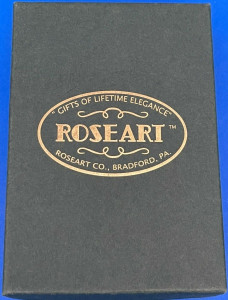 "GIFTS OF LIFETIME ELEGANCE"
ROSEART™
ROSEART CO., BRADFORD, PA.